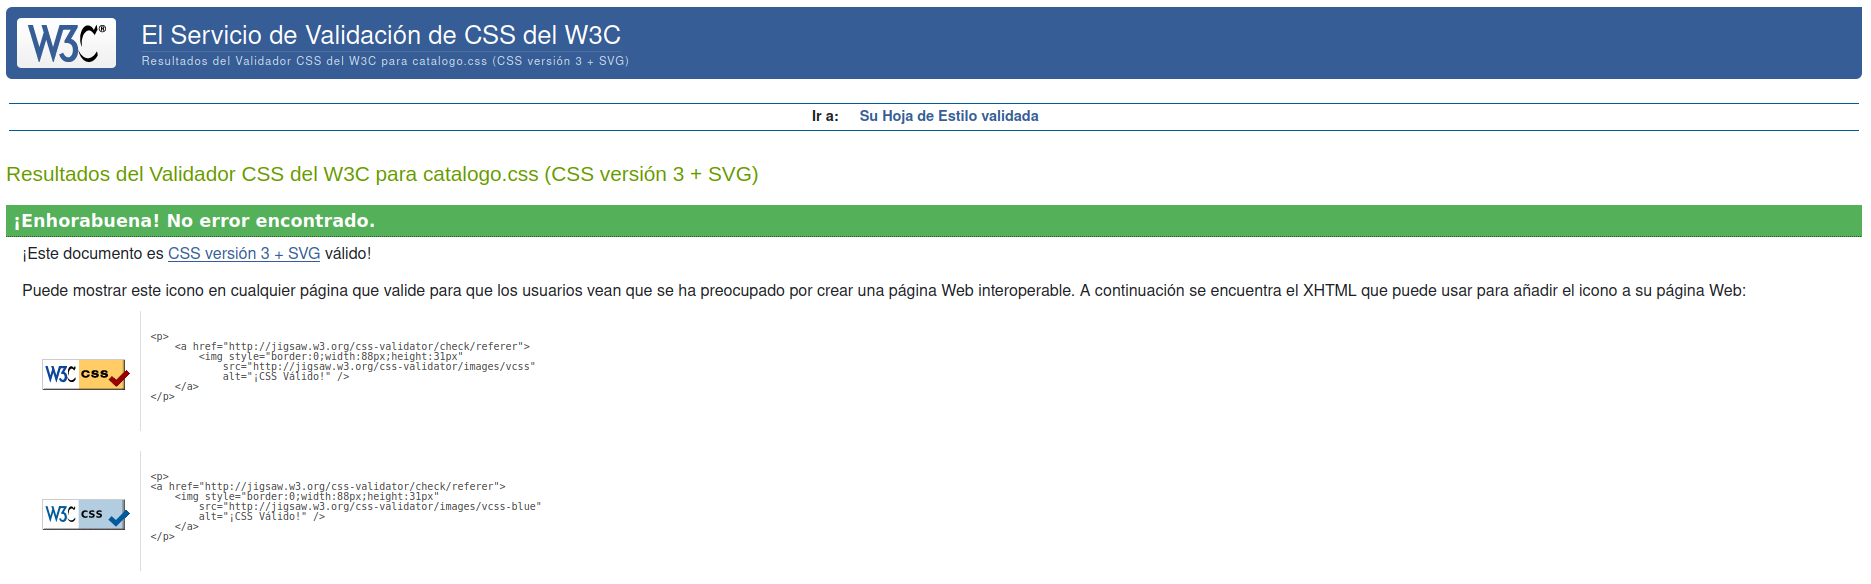 W3C®
El Servicio de Validación de CSS del W3C
Resultados del Validador CSS del W3C para catalogo.css (CSS versión 3 + SVG)
Ir a: Su Hoja de Estilo validada
Resultados del Validador CSS del W3C para catalogo.css (CSS versión 3 + SVG)
¡Enhorabuena! No error encontrado.
¡Este documento es CSS versión 3 + SVG válido!
Puede mostrar este icono en cualquier página que valide para que los usuarios vean que se ha preocupado por crear una página Web interoperable. A continuación se encuentra el XHTML que puede usar para añadir el icono a su página Web:
<p>
<a href="http://jigsaw.w3.org/css-validator/check/referer">
<img style="border:0;width:88px;height:31px"
src="http://jigsaw.w3.org/css-validator/images/vcss"
alt="¡CSS Válido!" />
</a>
</p>
W3C css
<p>
<a href="http://jigsaw.w3.org/css-validator/check/referer">
<img style="border:0;width:88px;height:31px"
src="http://jigsaw.w3.org/css-validator/images/vcss-blue"
alt="¡CSS Válido!" />
</a>
</p>
W3C css